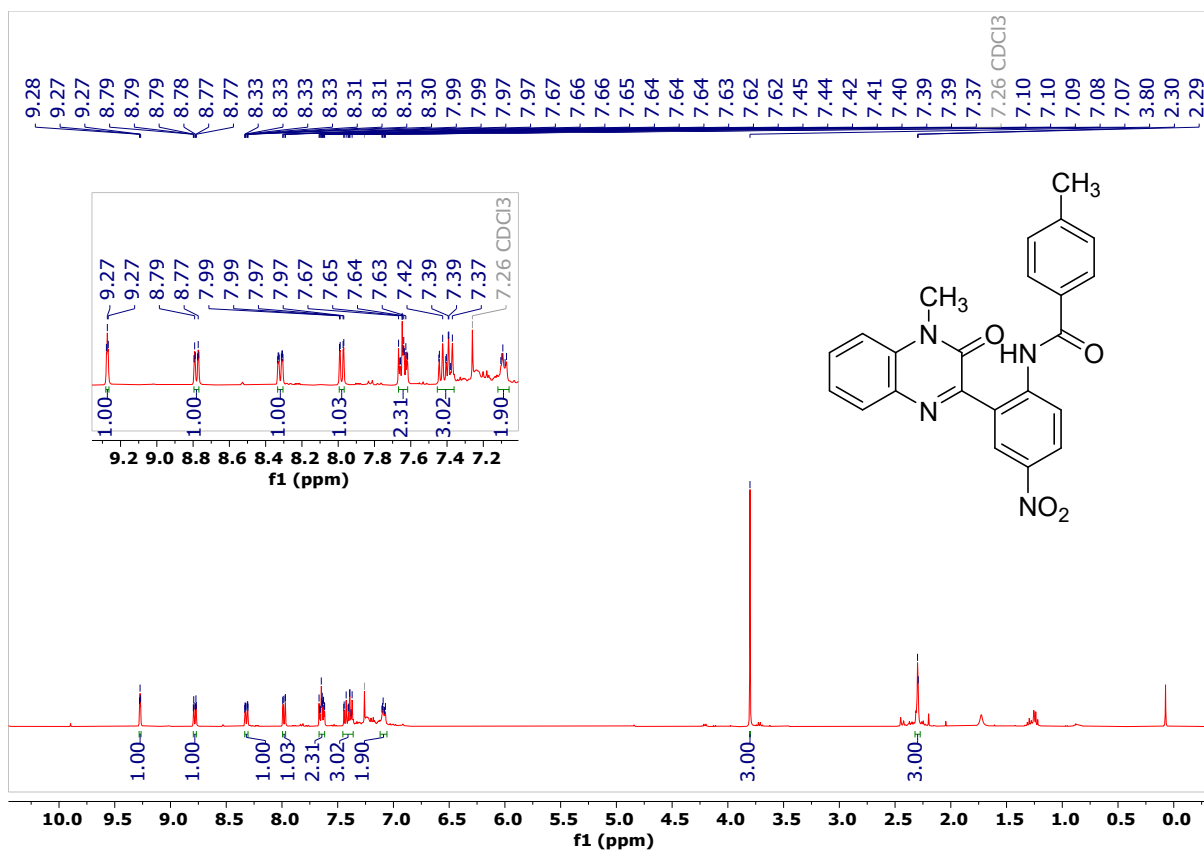 9.28 9.27 9.27 8.79 8.79 8.79 8.78 8.77 8.77 8.33 8.33 8.33 8.33 8.31 8.31 8.31 8.30 7.99 7.99 7.97 7.97 7.67 7.66 7.66 7.65 7.64 7.64 7.64 7.63 7.62 7.62 7.45 7.44 7.42 7.41 7.40 7.39 7.39 7.37 7.26 CDCl3 7.10 7.10 7.09 7.08 7.07 3.80 2.30 2.29
9.27 9.27 8.79 8.77 7.99 7.99 7.97 7.97 7.67 7.65 7.64 7.63 7.42 7.39 7.39 7.37 7.26 CDCl3
1.00 1.00 1.00 1.03 2.31 3.02 1.90
9.2 9.0 8.8 8.6 8.4 8.2 8.0 7.8 7.6 7.4 7.2
f1 (ppm)
CH3
CH3
N O HN O
N
NO2
1.00 1.00 1.00 1.03 2.31 3.02 1.90 3.00 3.00
10.0 9.5 9.0 8.5 8.0 7.5 7.0 6.5 6.0 5.5 5.0 4.5 4.0 3.5 3.0 2.5 2.0 1.5 1.0 0.5 0.0
f1 (ppm)